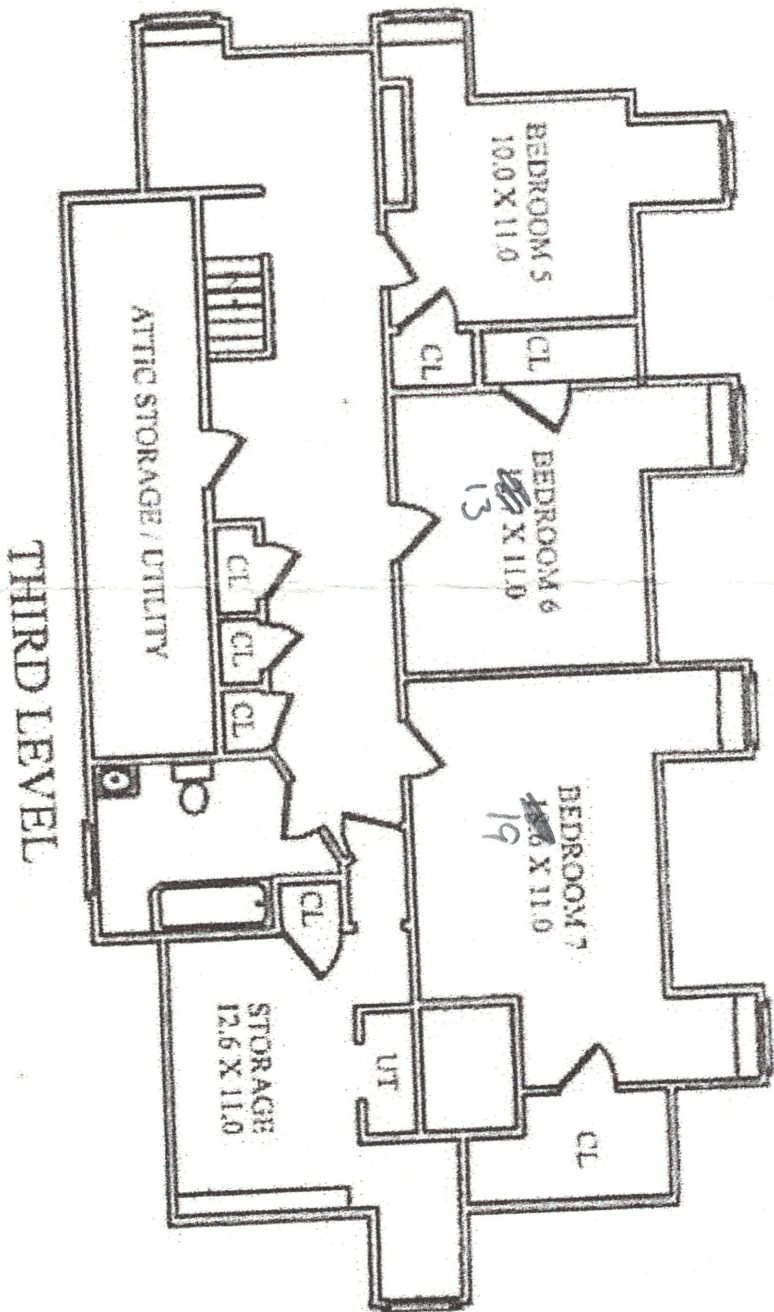 BEDROOM 5
10.0 X 11.0
CL
CL
BEDROOM 6
13 X 11.0
BEDROOM 7
19 X 11.0
CL
ATTIC STORAGE / UTILITY
CL
CL
CL
CL
UT
STORAGE
12.6 X 11.0
THIRD LEVEL